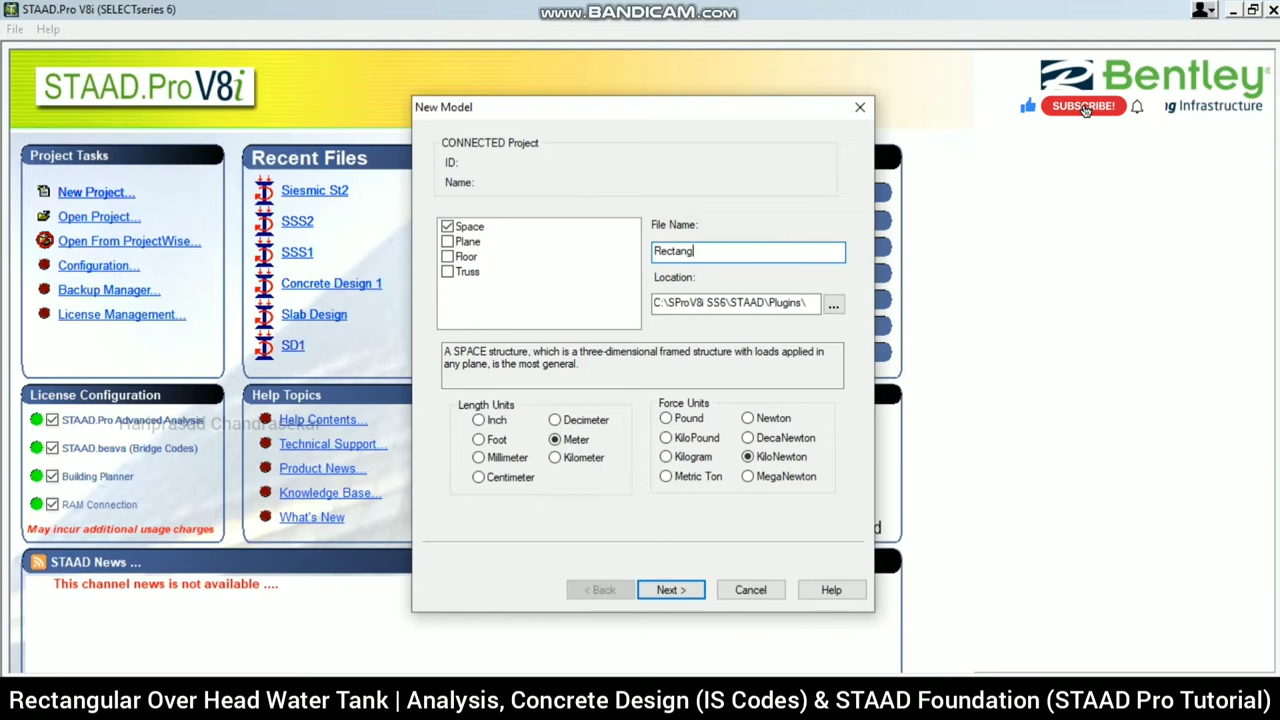 STAAD.Pro V8i (SELECTseries 6)
www.BANDICAM.com
File Help
STAAD.Pro V8i
Bentley
SUBSCRIBE!
Infrastructure
New Model
CONNECTED Project
ID:
Name:
Space
Plane
Floor
Truss
File Name:
Rectang
Location:
C:\SProV8i SS6\STAAD\Plugins\
...
A SPACE structure, which is a three-dimensional framed structure with loads applied in
any plane, is the most general.
Length Units
Inch
Decimeter
Foot
Meter
Millimeter
Kilometer
Centimeter
Force Units
Pound
Newton
KiloPound
DecaNewton
Kilogram
KiloNewton
Metric Ton
MegaNewton
< Back
Next >
Cancel
Help
Project Tasks
New Project...
Open Project...
Open From ProjectWise...
Configuration...
Backup Manager...
License Management...
Recent Files
Siesmic St2
SSS2
SSS1
Concrete Design 1
Slab Design
SD1
License Configuration
STAAD.Pro Advanced Analysis
STAAD.beava (Bridge Codes)
Building Planner
RAM Connection
May incur additional usage charges
Hariprasad Chandrasekar
Help Topics
Help Contents...
Technical Support...
Product News...
Knowledge Base...
What's New
STAAD News ...
This channel news is not available ....
Rectangular Over Head Water Tank | Analysis, Concrete Design (IS Codes) & STAAD Foundation (STAAD Pro Tutorial)